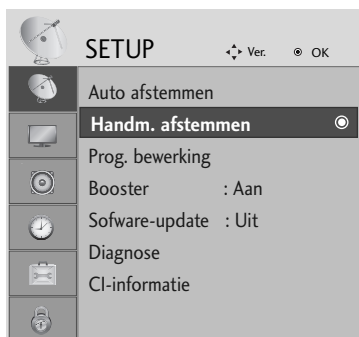 SETUP Ver. OK
Auto afstemmen
Handm. afstemmen
Prog. bewerking
Booster : Aan
Sofware-update : Uit
Diagnose
CI-informatie